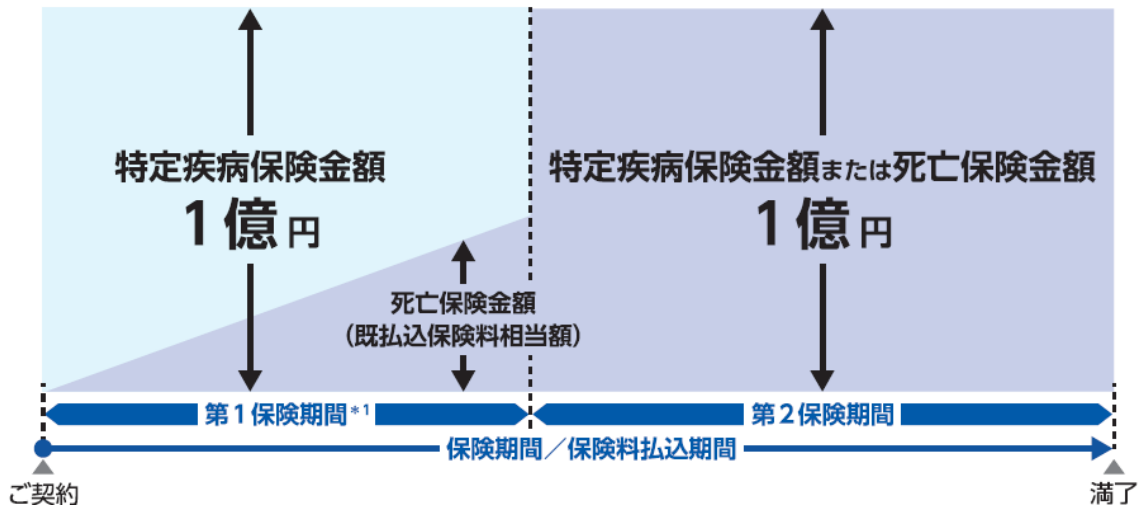 特定疾病保険金額
1億円
特定疾病保険金額または死亡保険金額
1億円
死亡保険金額
(既払込保険料相当額)
第1保険期間*1
第2保険期間
保険期間/保険料払込期間
ご契約
満了